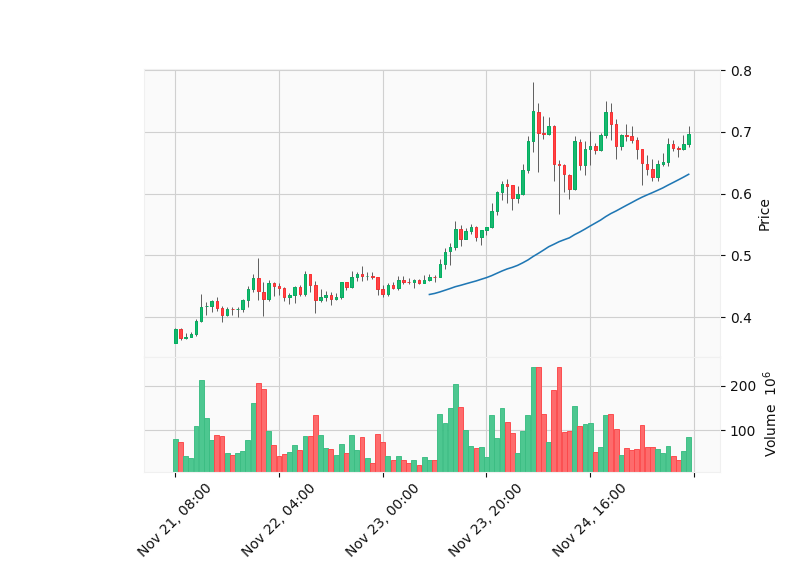 0.8
0.7
0.6
0.5
0.4
Price
200
100
Volume 10^6
Nov 21, 08:00
Nov 22, 04:00
Nov 23, 00:00
Nov 23, 20:00
Nov 24, 16:00